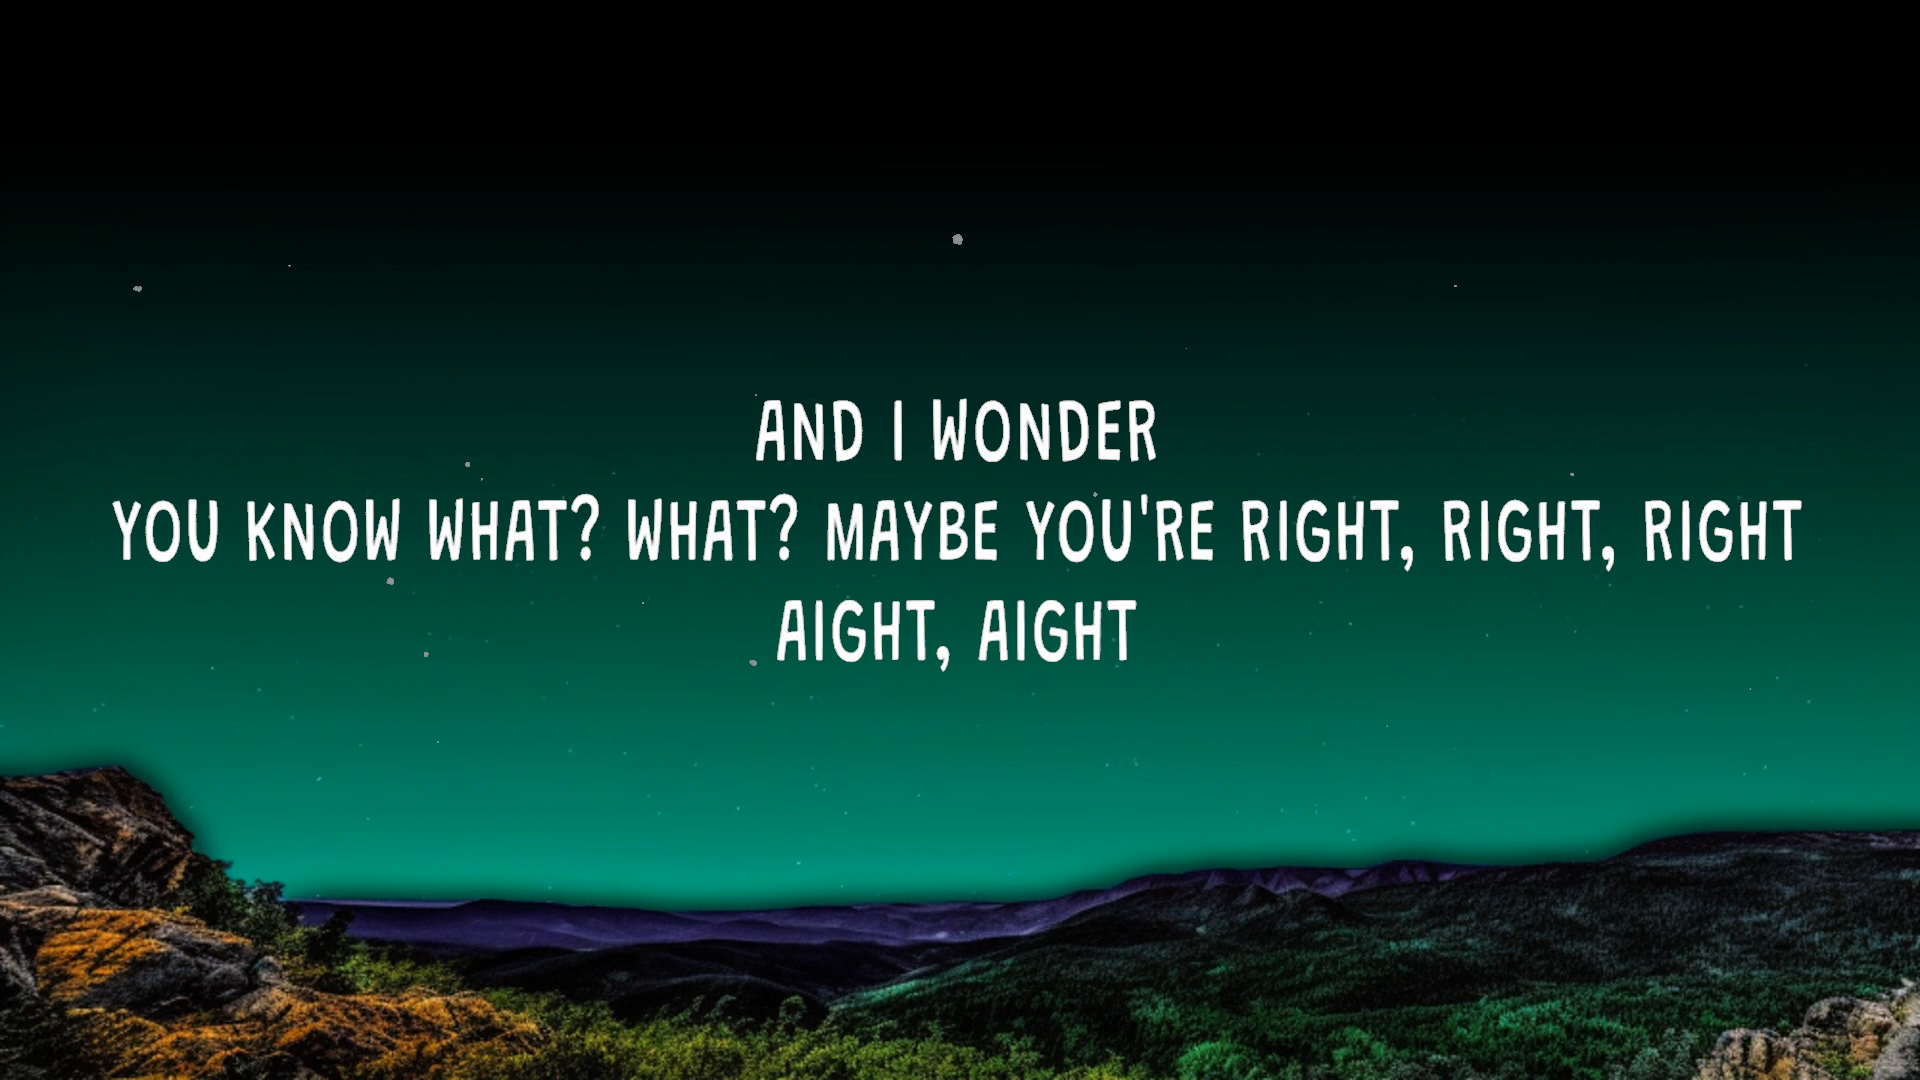 AND I WONDER
YOU KNOW WHAT? WHAT? MAYBE YOU'RE RIGHT, RIGHT, RIGHT
AIGHT, AIGHT